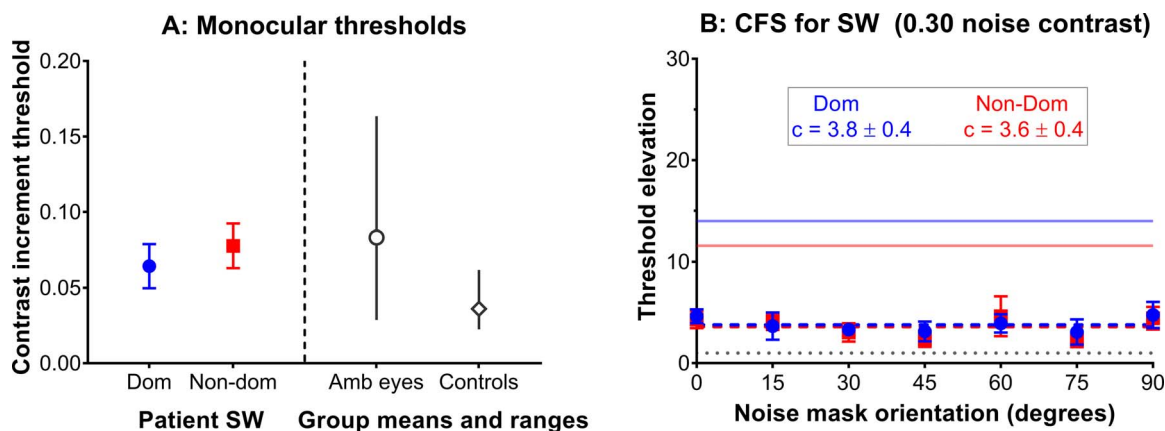 A: Monocular thresholds
Contrast increment threshold
0.20
0.15
0.10
0.05
0.00
Dom Non-dom Amb eyes Controls
Patient SW Group means and ranges
B: CFS for SW (0.30 noise contrast)
Threshold elevation
30
20
10
0
Dom Non-Dom
c = 3.8 ± 0.4 c = 3.6 ± 0.4
0 15 30 45 60 75 90
Noise mask orientation (degrees)